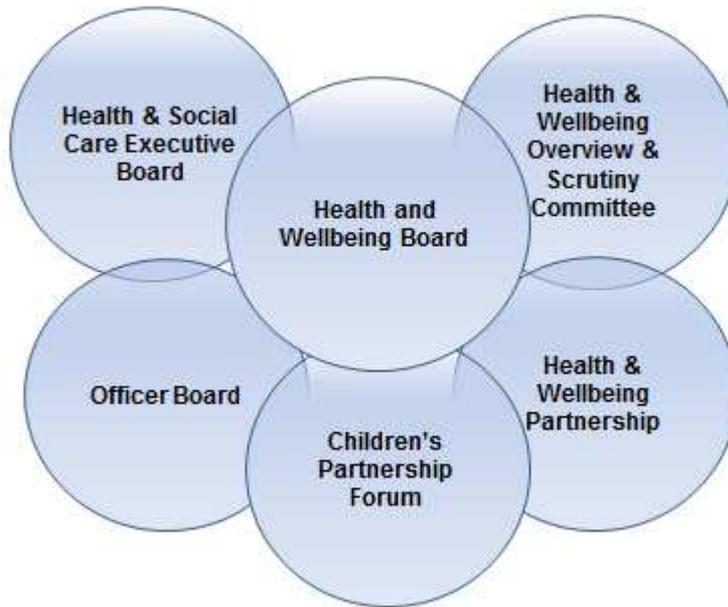 Health & Social
Care Executive
Board
Health &
Wellbeing
Overview &
Scrutiny
Committee
Health and
Wellbeing Board
Officer Board
Health &
Wellbeing
Partnership
Children's
Partnership
Forum